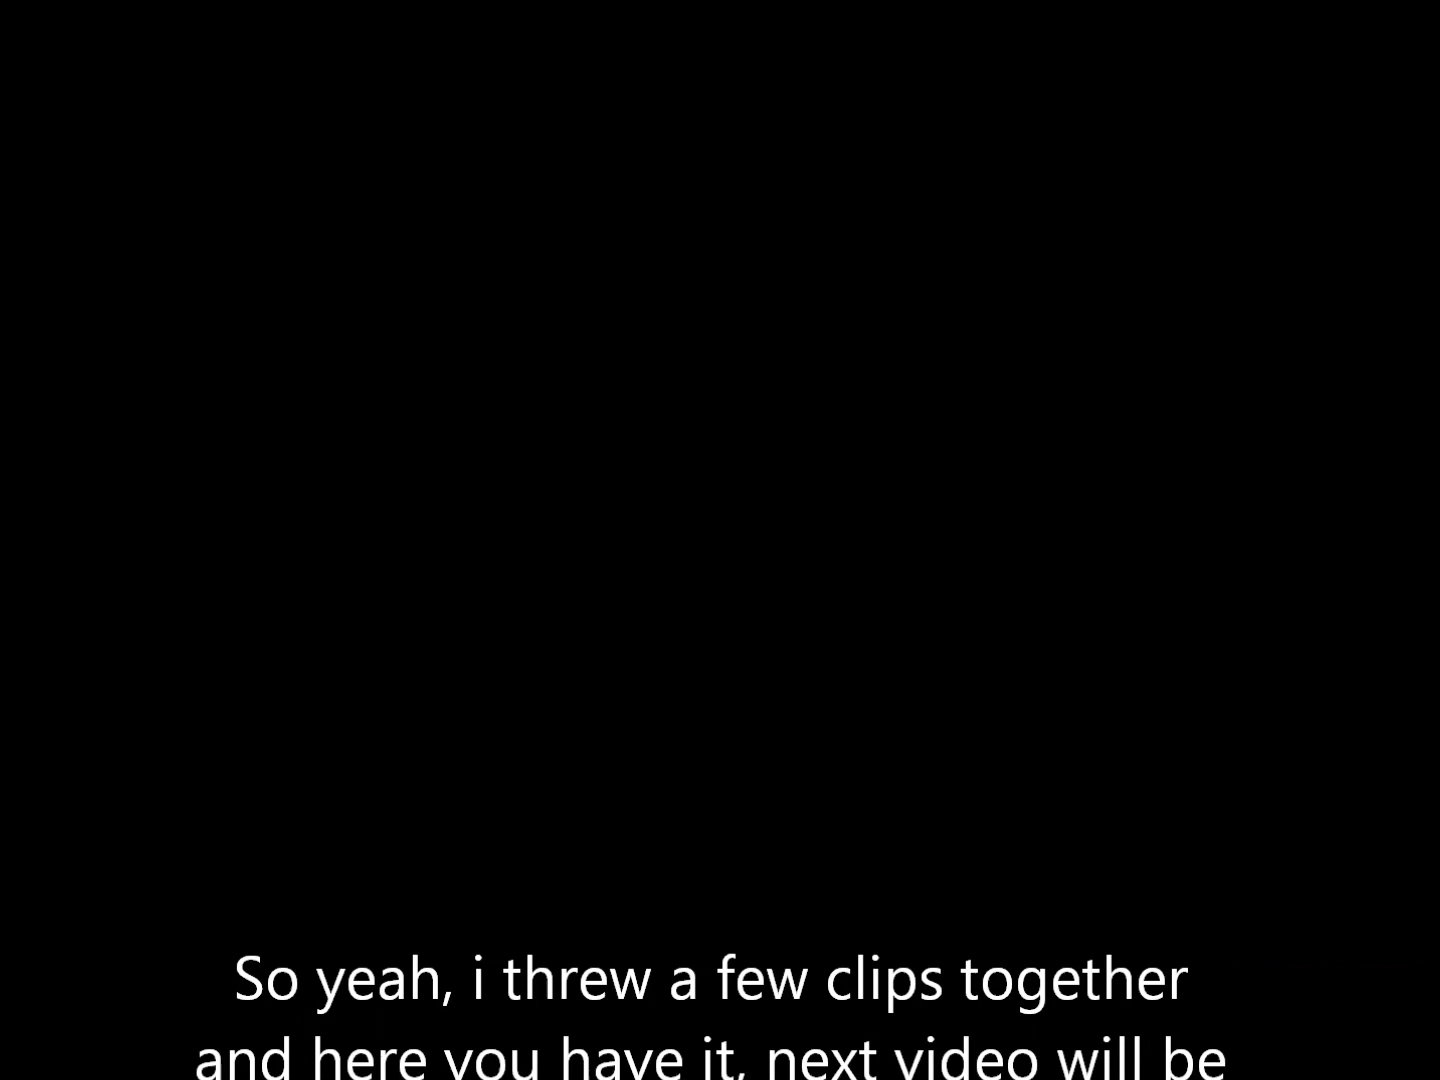 So yeah, i threw a few clips together
and here you have it, next video will be